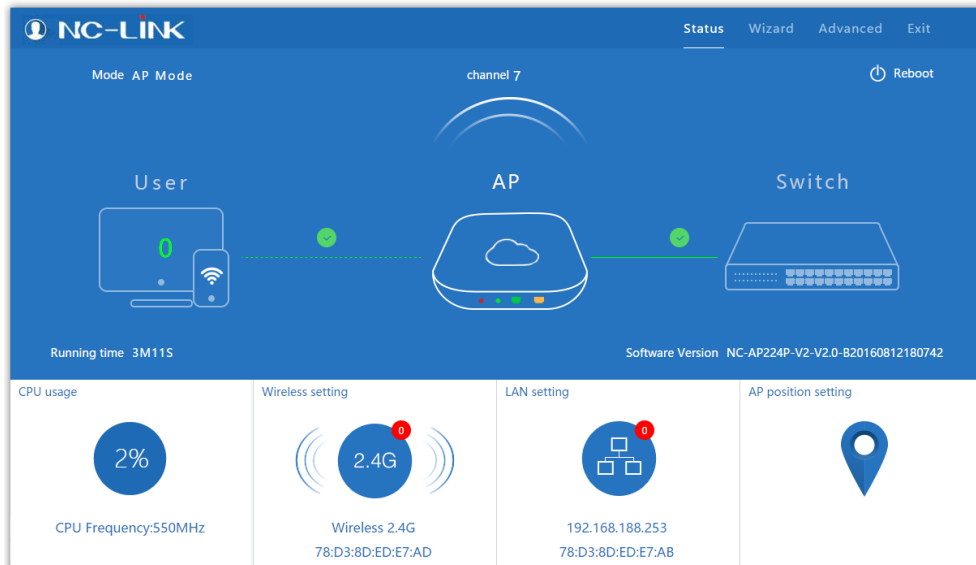 NC-LINK
Status Wizard Advanced Exit
Mode AP Mode
channel 7
Reboot
User
AP
Switch
0
Running time 3M11S
Software Version NC-AP224P-V2-V2.0-B20160812180742
CPU usage
Wireless setting
LAN setting
AP position setting
2%
2.4G
0
0
CPU Frequency:550MHz
Wireless 2.4G
192.168.188.253
78:D3:8D:ED:E7:AD
78:D3:8D:ED:E7:AB